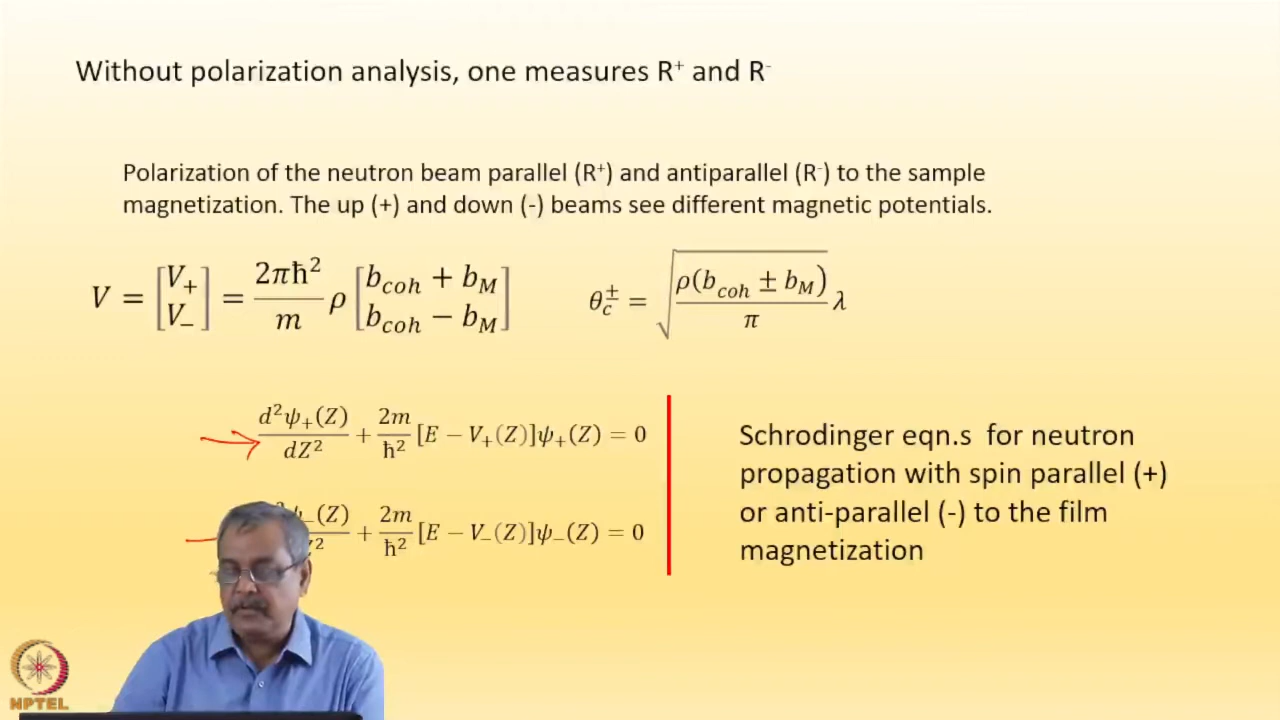 Without polarization analysis, one measures R⁺ and R⁻
Polarization of the neutron beam parallel (R⁺) and antiparallel (R⁻) to the sample
magnetization. The up (+) and down (-) beams see different magnetic potentials.
V = [V₊ V₋] = 2πħ²/m ρ [b_coh + b_M b_coh − b_M]
θ_c^± = √(ρ(b_coh ± b_M)/π) λ
d²ψ₊(Z)/dZ² + 2m/ħ² [E − V₊(Z)]ψ₊(Z) = 0
ψ₋(Z)/Z² + 2m/ħ² [E − V₋(Z)]ψ₋(Z) = 0
Schrodinger eqn.s for neutron
propagation with spin parallel (+)
or anti-parallel (-) to the film
magnetization
NPTEL